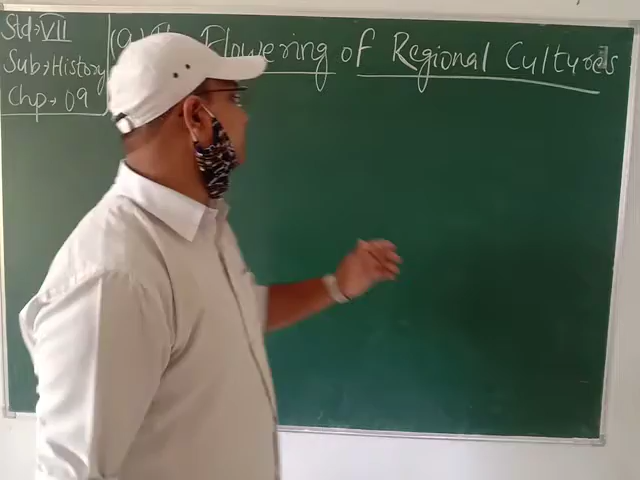 Std→VII
Sub→History
Chp→09
Flowering of Regional Cultures